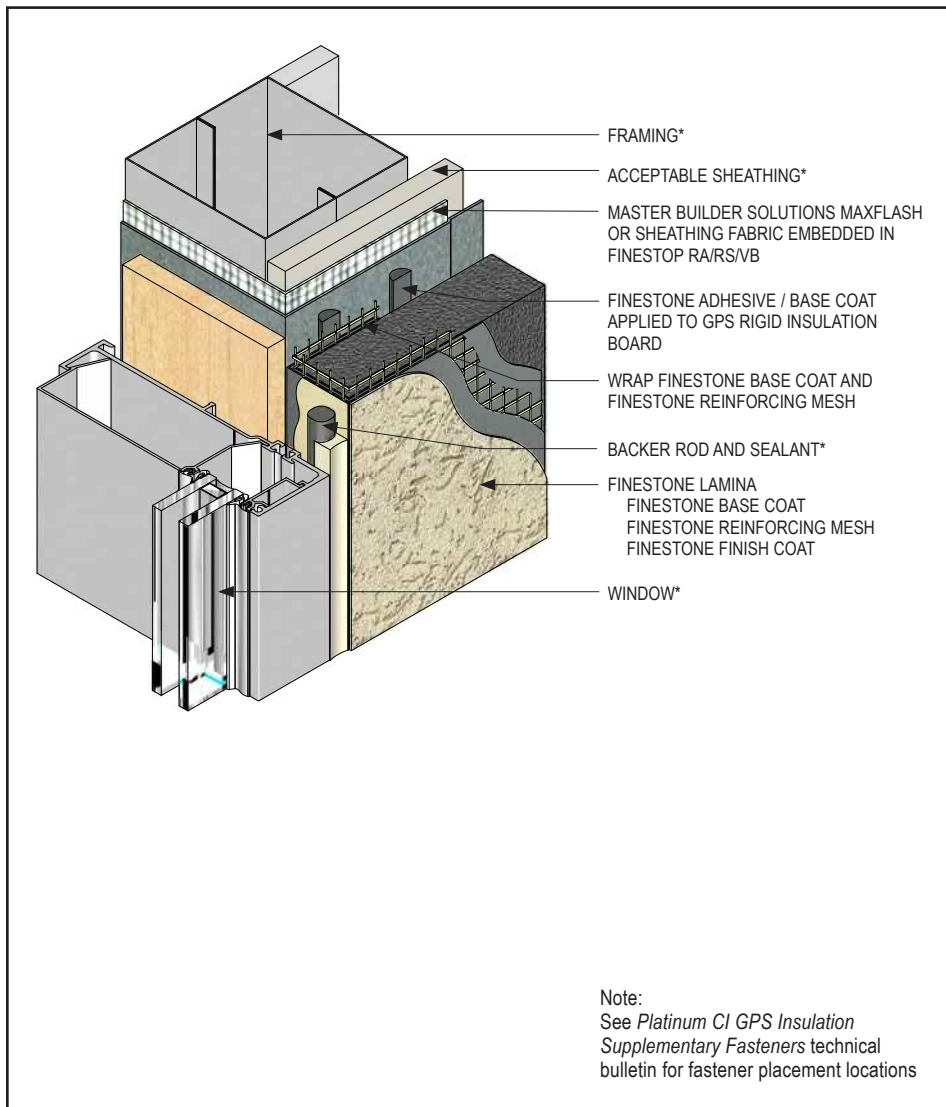 FRAMING*
ACCEPTABLE SHEATHING*
MASTER BUILDER SOLUTIONS MAXFLASH
OR SHEATHING FABRIC EMBEDDED IN
FINESTOP RA/RS/VB
FINESTONE ADHESIVE / BASE COAT
APPLIED TO GPS RIGID INSULATION
BOARD
WRAP FINESTONE BASE COAT AND
FINESTONE REINFORCING MESH
BACKER ROD AND SEALANT*
FINESTONE LAMINA
FINESTONE BASE COAT
FINESTONE REINFORCING MESH
FINESTONE FINISH COAT
WINDOW*
Note:
See Platinum CI GPS Insulation
Supplementary Fasteners technical
bulletin for fastener placement locations